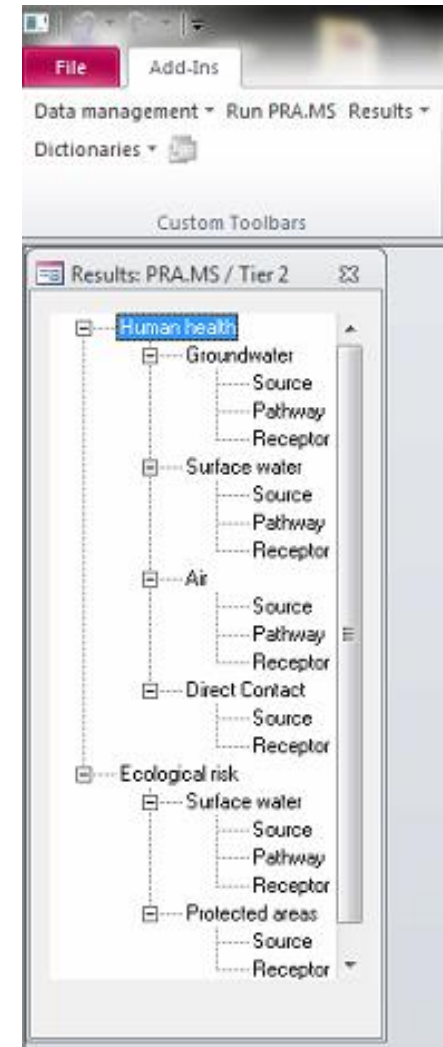 File Add-Ins
Data management Run PRA.MS Results
Dictionaries
Custom Toolbars
Results: PRA.MS / Tier 2
Human health
Groundwater
Source
Pathway
Receptor
Surface water
Source
Pathway
Receptor
Air
Source
Pathway
Receptor
Direct Contact
Source
Receptor
Ecological risk
Surface water
Source
Pathway
Receptor
Protected areas
Source
Receptor